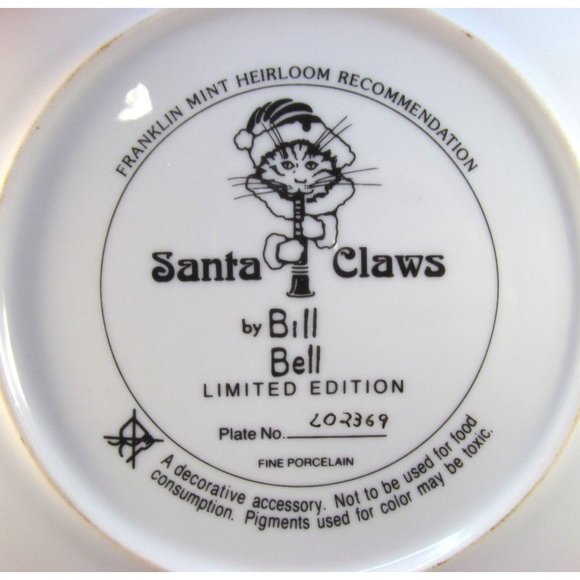 FRANKLIN MINT HEIRLOOM RECOMMENDATION
Santa Claws
by Bill
Bell
LIMITED EDITION
Plate No. LO2369
FINE PORCELAIN
A decorative accessory. Not to be used for food
consumption. Pigments used for color may be toxic.